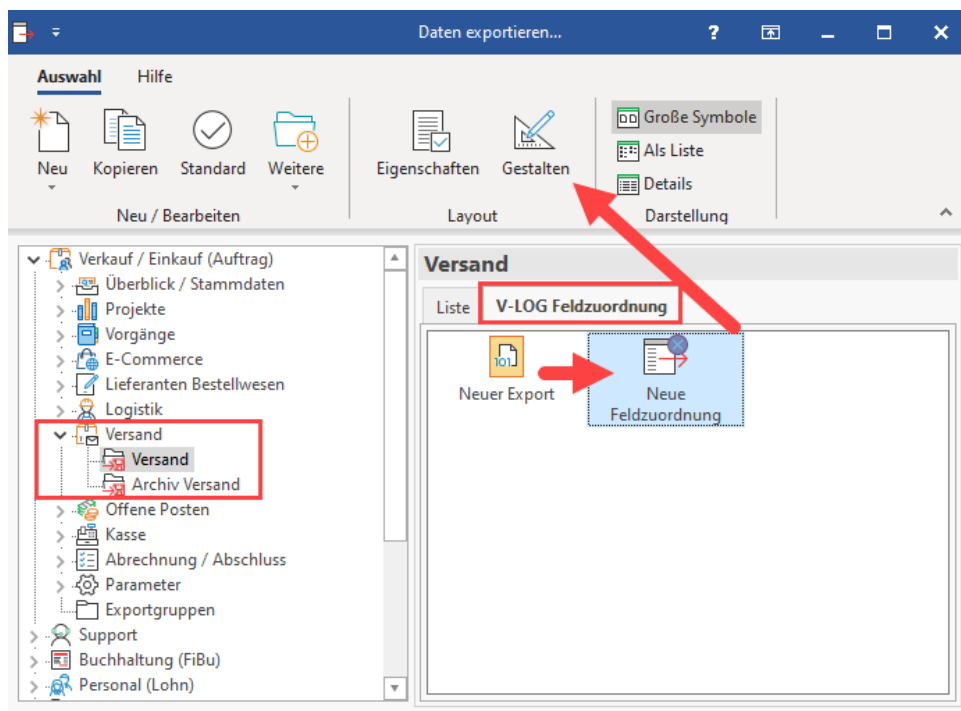 Daten exportieren...
Auswahl Hilfe
Neu Kopieren Standard Weitere Eigenschaften Gestalten
Große Symbole
Als Liste
Details
Neu / Bearbeiten Layout Darstellung
Verkauf / Einkauf (Auftrag)
Überblick / Stammdaten
Projekte
Vorgänge
E-Commerce
Lieferanten Bestellwesen
Logistik
Versand
Versand
Archiv Versand
Offene Posten
Kasse
Abrechnung / Abschluss
Parameter
Exportgruppen
Support
Buchhaltung (FiBu)
Personal (Lohn)
Versand
Liste V-LOG Feldzuordnung
Neuer Export
Neue
Feldzuordnung